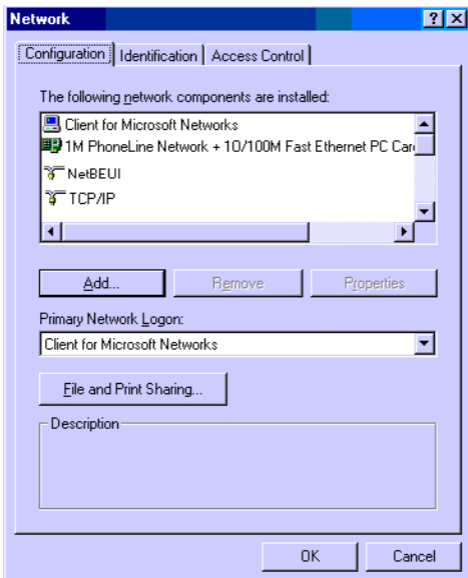 Network
Configuration Identification Access Control
The following network components are installed:
Client for Microsoft Networks
1M PhoneLine Network + 10/100M Fast Ethernet PC Car
NetBEUI
TCP/IP
Add... Remove Properties
Primary Network Logon:
Client for Microsoft Networks
File and Print Sharing...
Description
OK Cancel